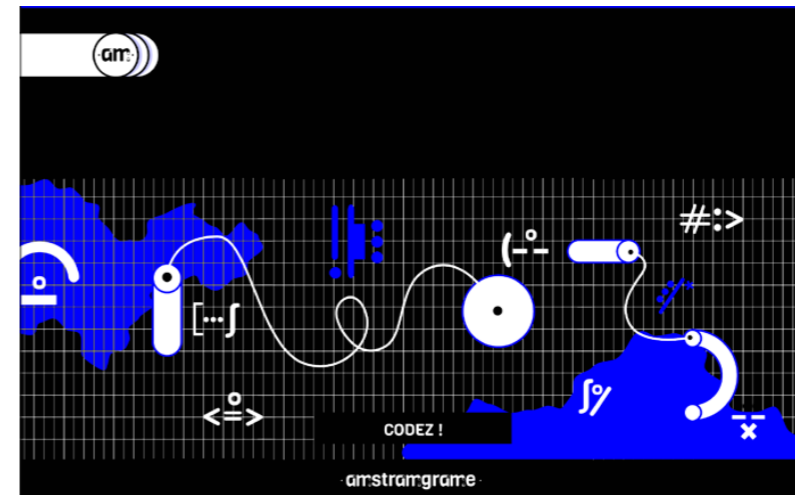 ·am·
#:>
(-°-
[···∫
∫°/
<°=>
CODEZ !
·amstramgrame·